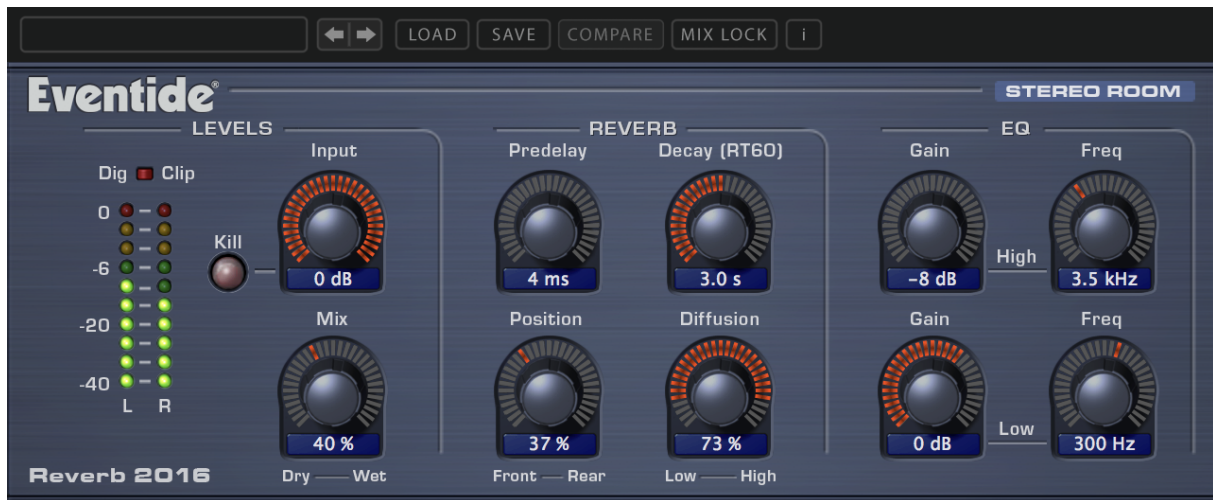 LOAD SAVE COMPARE MIX LOCK i
Eventide®
STEREO ROOM
LEVELS REVERB EQ
Input Predelay Decay (RT60) Gain Freq
Dig Clip
0
Kill
-6
High
0 dB 4 ms 3.0 s −8 dB 3.5 kHz
Mix Position Diffusion Gain Freq
-20
-40
L R
Low
40 % 37 % 73 % 0 dB 300 Hz
Reverb 2016
Dry Wet Front Rear Low High